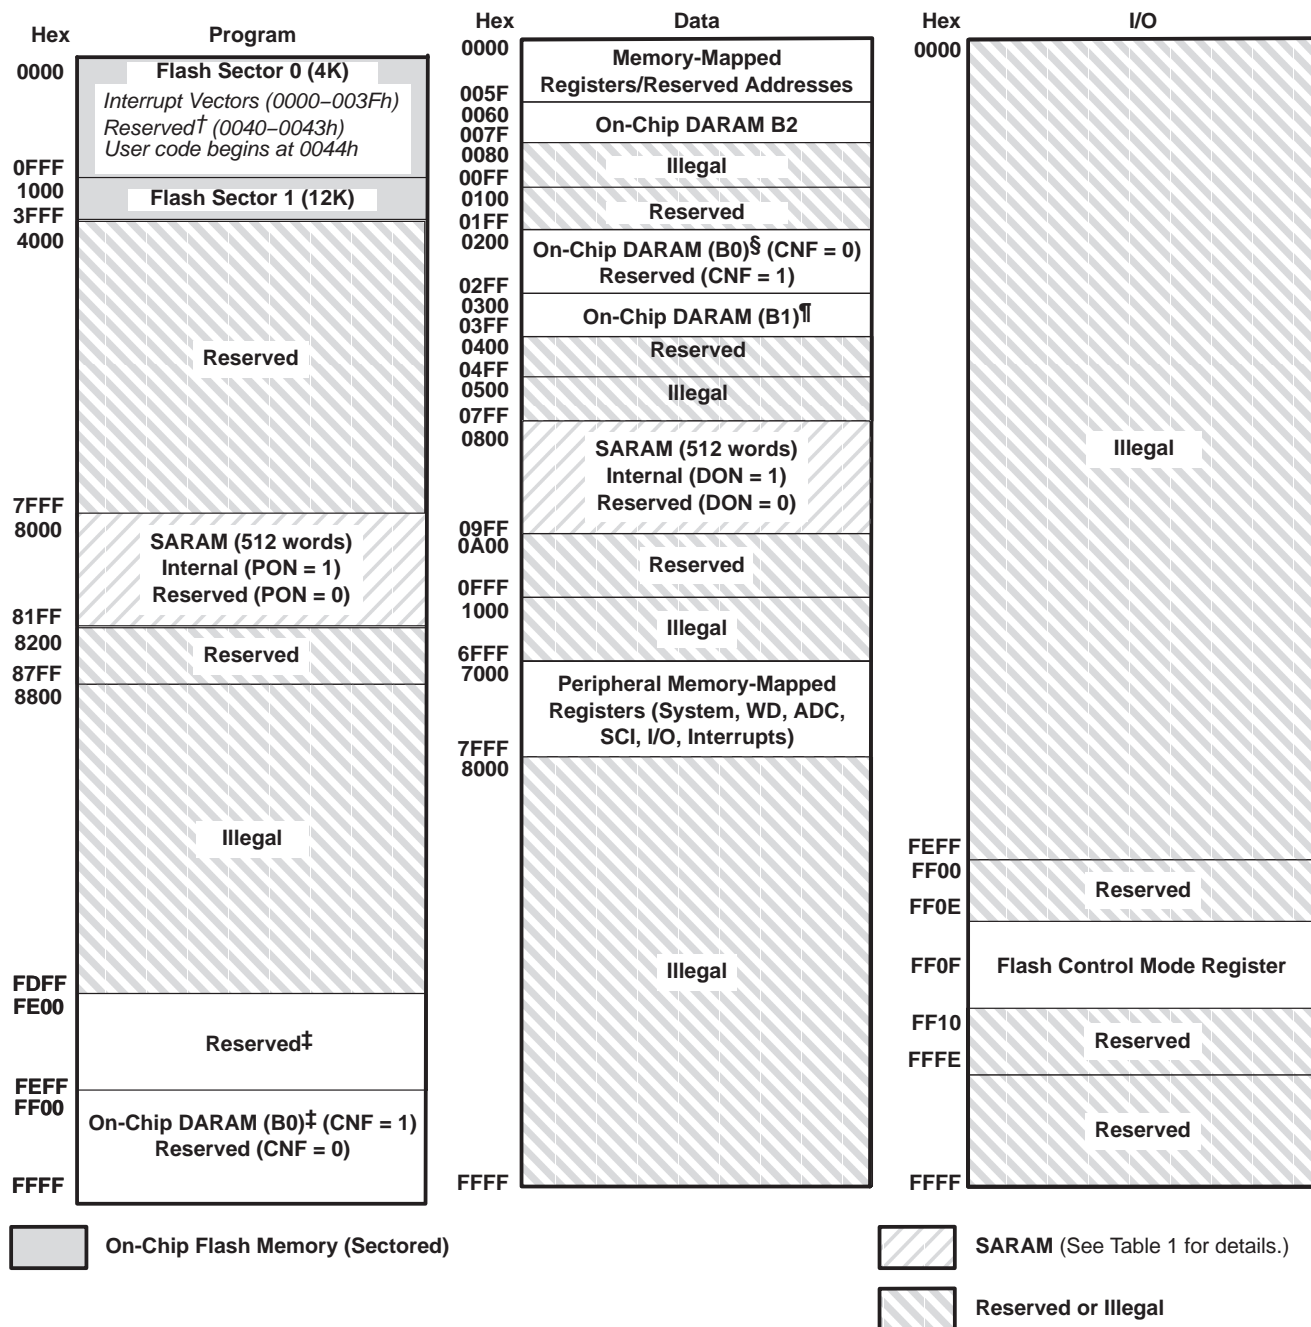 Hex Program
0000
Flash Sector 0 (4K)
Interrupt Vectors (0000–003Fh)
Reserved† (0040–0043h)
User code begins at 0044h
0FFF
1000
Flash Sector 1 (12K)
3FFF
4000
Reserved
7FFF
8000
SARAM (512 words)
Internal (PON = 1)
Reserved (PON = 0)
81FF
8200
Reserved
87FF
8800
Illegal
FDFF
FE00
Reserved‡
FEFF
FF00
On-Chip DARAM (B0)‡ (CNF = 1)
Reserved (CNF = 0)
FFFF
Hex Data
0000
Memory-Mapped
Registers/Reserved Addresses
005F
0060
On-Chip DARAM B2
007F
0080
Illegal
00FF
0100
Reserved
01FF
0200
On-Chip DARAM (B0)§ (CNF = 0)
Reserved (CNF = 1)
02FF
0300
On-Chip DARAM (B1)¶
03FF
0400
Reserved
04FF
0500
Illegal
07FF
0800
SARAM (512 words)
Internal (DON = 1)
Reserved (DON = 0)
09FF
0A00
Reserved
0FFF
1000
Illegal
6FFF
7000
Peripheral Memory-Mapped
Registers (System, WD, ADC,
SCI, I/O, Interrupts)
7FFF
8000
Illegal
FFFF
Hex I/O
0000
Illegal
FEFF
FF00
Reserved
FF0E
FF0F
Flash Control Mode Register
FF10
Reserved
FFFE
Reserved
FFFF
On-Chip Flash Memory (Sectored)
SARAM (See Table 1 for details.)
Reserved or Illegal